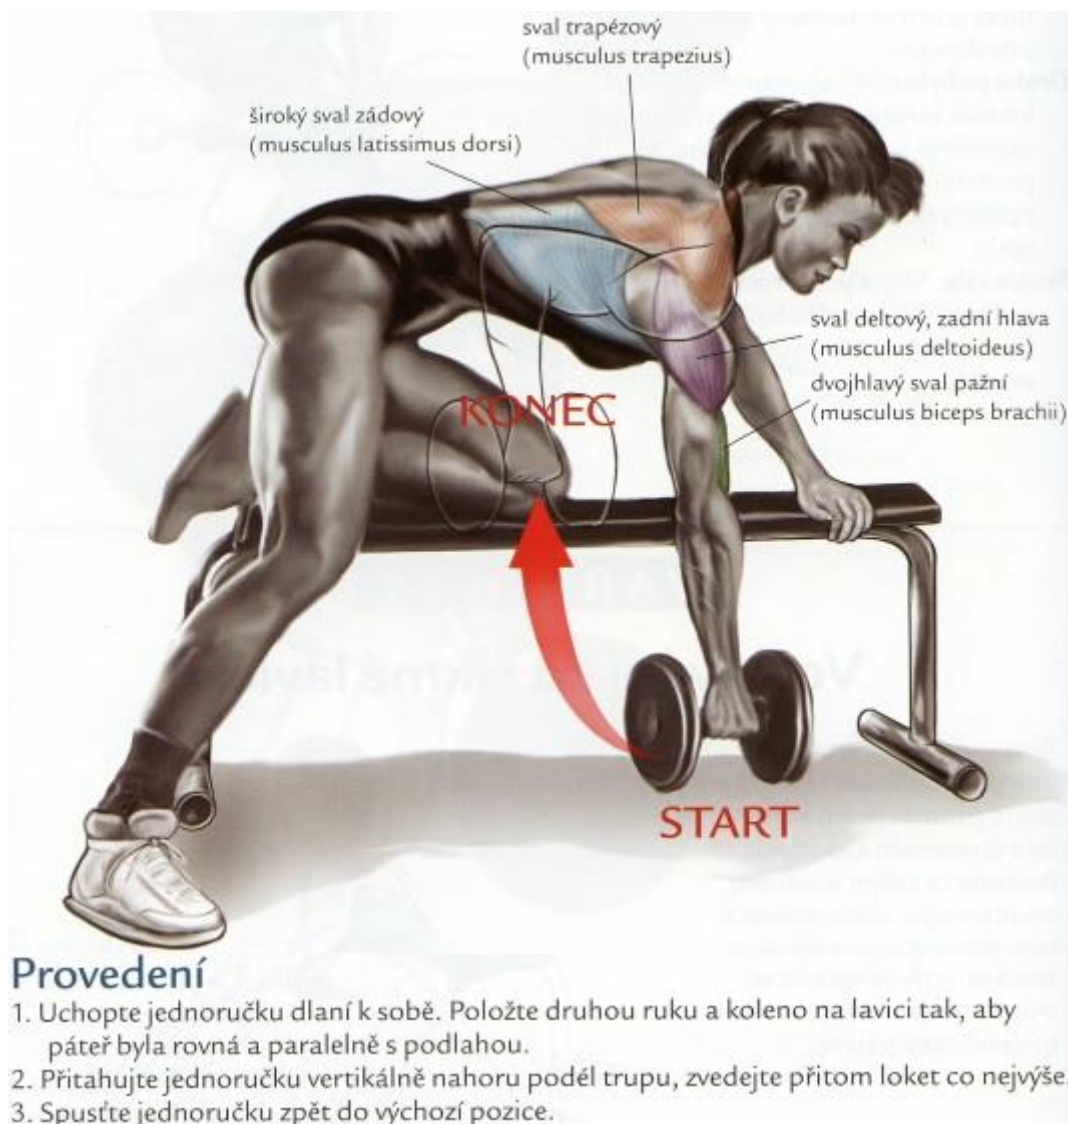 sval trapézový
(musculus trapezius)
široký sval zádový
(musculus latissimus dorsi)
sval deltový, zadní hlava
(musculus deltoideus)
dvojhlavý sval pažní
(musculus biceps brachii)
KONEC
START
Provedení
1. Uchopte jednoručku dlaní k sobě. Položte druhou ruku a koleno na lavici tak, aby
páteř byla rovná a paralelně s podlahou.
2. Přitahujte jednoručku vertikálně nahoru podél trupu, zvedejte přitom loket co nejvýše.
3. Spusťte jednoručku zpět do výchozí pozice.